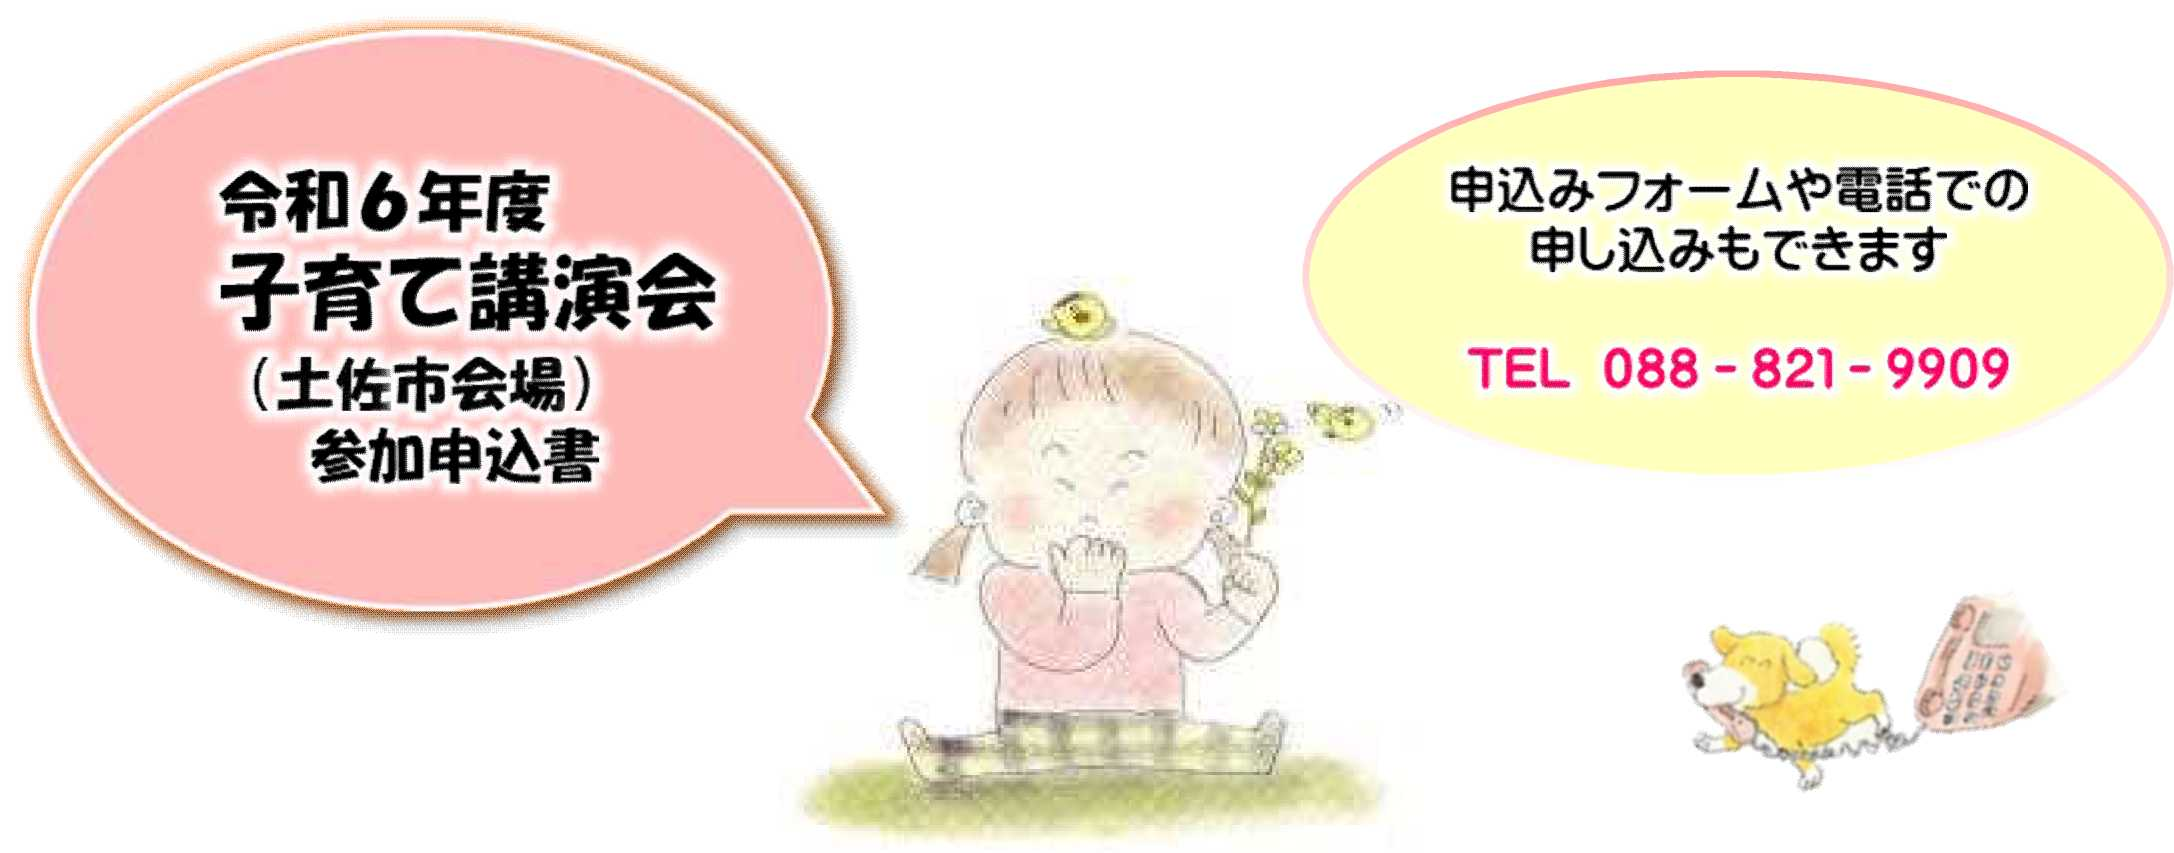 令和６年度
子育て講演会
（土佐市会場）
参加申込書
申込みフォームや電話での
申し込みもできます
TEL 088-821-9909